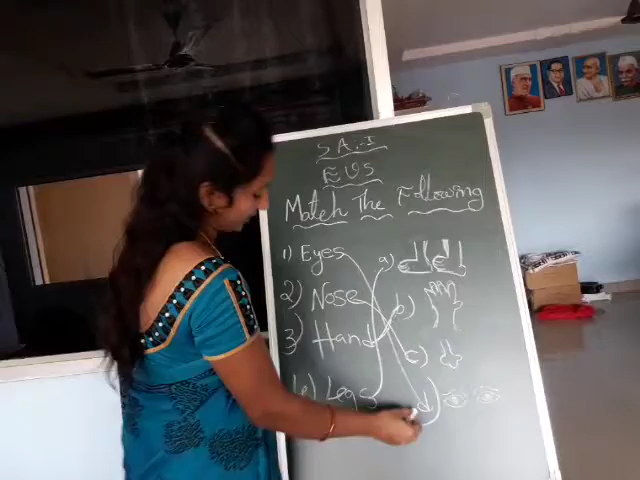 S A - I
EVS
Match The Following
1) Eyes a)
2) Nose b)
3) Hand c)
4) Legs d)